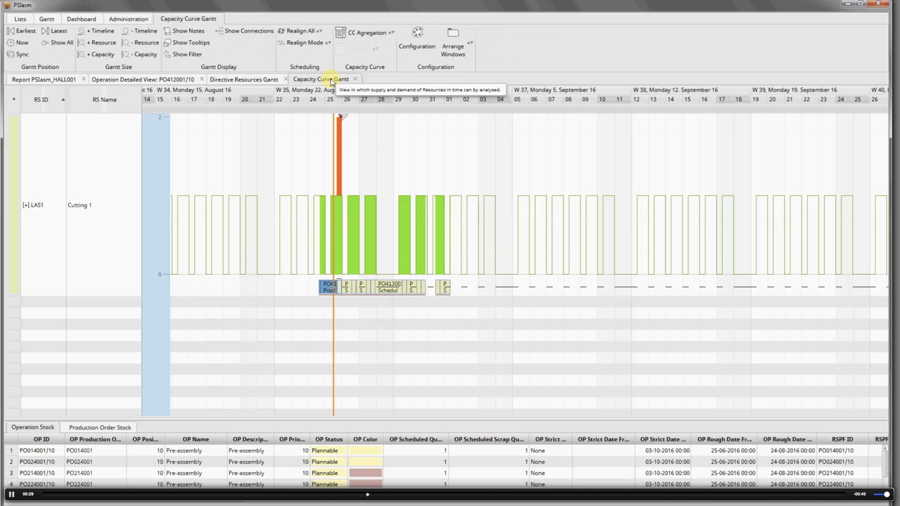 PSIasm
Lists Gantt Dashboard Administration Capacity Curve Gantt
Earliest Latest + Timeline - Timeline Show Notes Show Connections Realign All CC Agregation
Now Show All + Resource - Resource Show Tooltips Realign Mode Configuration Arrange Windows
Sync + Capacity - Capacity Show Filter
Gantt Position Gantt Size Gantt Display Scheduling Capacity Curve Configuration
Report PSIasm_HALL001 Operation Detailed View: PO412001/10 Directive Resources Gantt Capacity Curve Gantt
View in which supply and demand of Resources in time can be analysed.
RS ID RS Name 16 W 34, Monday 15, August 16 W 35, Monday 22, W 37, Monday 5, September 16 W 38, Monday 12, September 16 W 39, Monday 19, September 16 W 40,
14 15 16 17 18 19 20 21 22 23 24 25 26 27 28 29 30 31 01 02 03 04 05 06 07 08 09 10 11 12 13 14 15 16 17 18 19 20 21 22 23 24 25 26
2
[+] LAS1 Cutting 1
PO41200
Schedul
Operation Stock Production Order Stock
OP ID OP Production O... OP Posi... OP Name OP Descrip... OP Prio... OP Status OP Color OP Scheduled Qu... OP Scheduled Scrap Qu... OP Strict ... OP Strict Date Fr... OP Strict Date ... OP Rough Date Fr... OP Rough Date ... RSPF ID RSPF
1 PO014001/10 PO014001 10 Pre-assembly Pre-assembly 10 Plannable 1 1 None 03-10-2016 00:00 25-06-2016 00:00 24-08-2016 00:00 PO014001/10
2 PO024001/10 PO024001 10 Pre-assembly Pre-assembly 10 Plannable 1 1 None 03-10-2016 00:00 25-06-2016 00:00 24-08-2016 00:00 PO024001/10
3 PO214001/10 PO214001 10 Pre-assembly Pre-assembly 10 Plannable 1 1 None 03-10-2016 00:00 25-06-2016 00:00 24-08-2016 00:00 PO214001/10
4 PO224001/10 PO224001 10 Pre-assembly Pre-assembly 10 Plannable 1 1 None 03-10-2016 00:00 25-06-2016 00:00 24-08-2016 00:00 PO224001/10